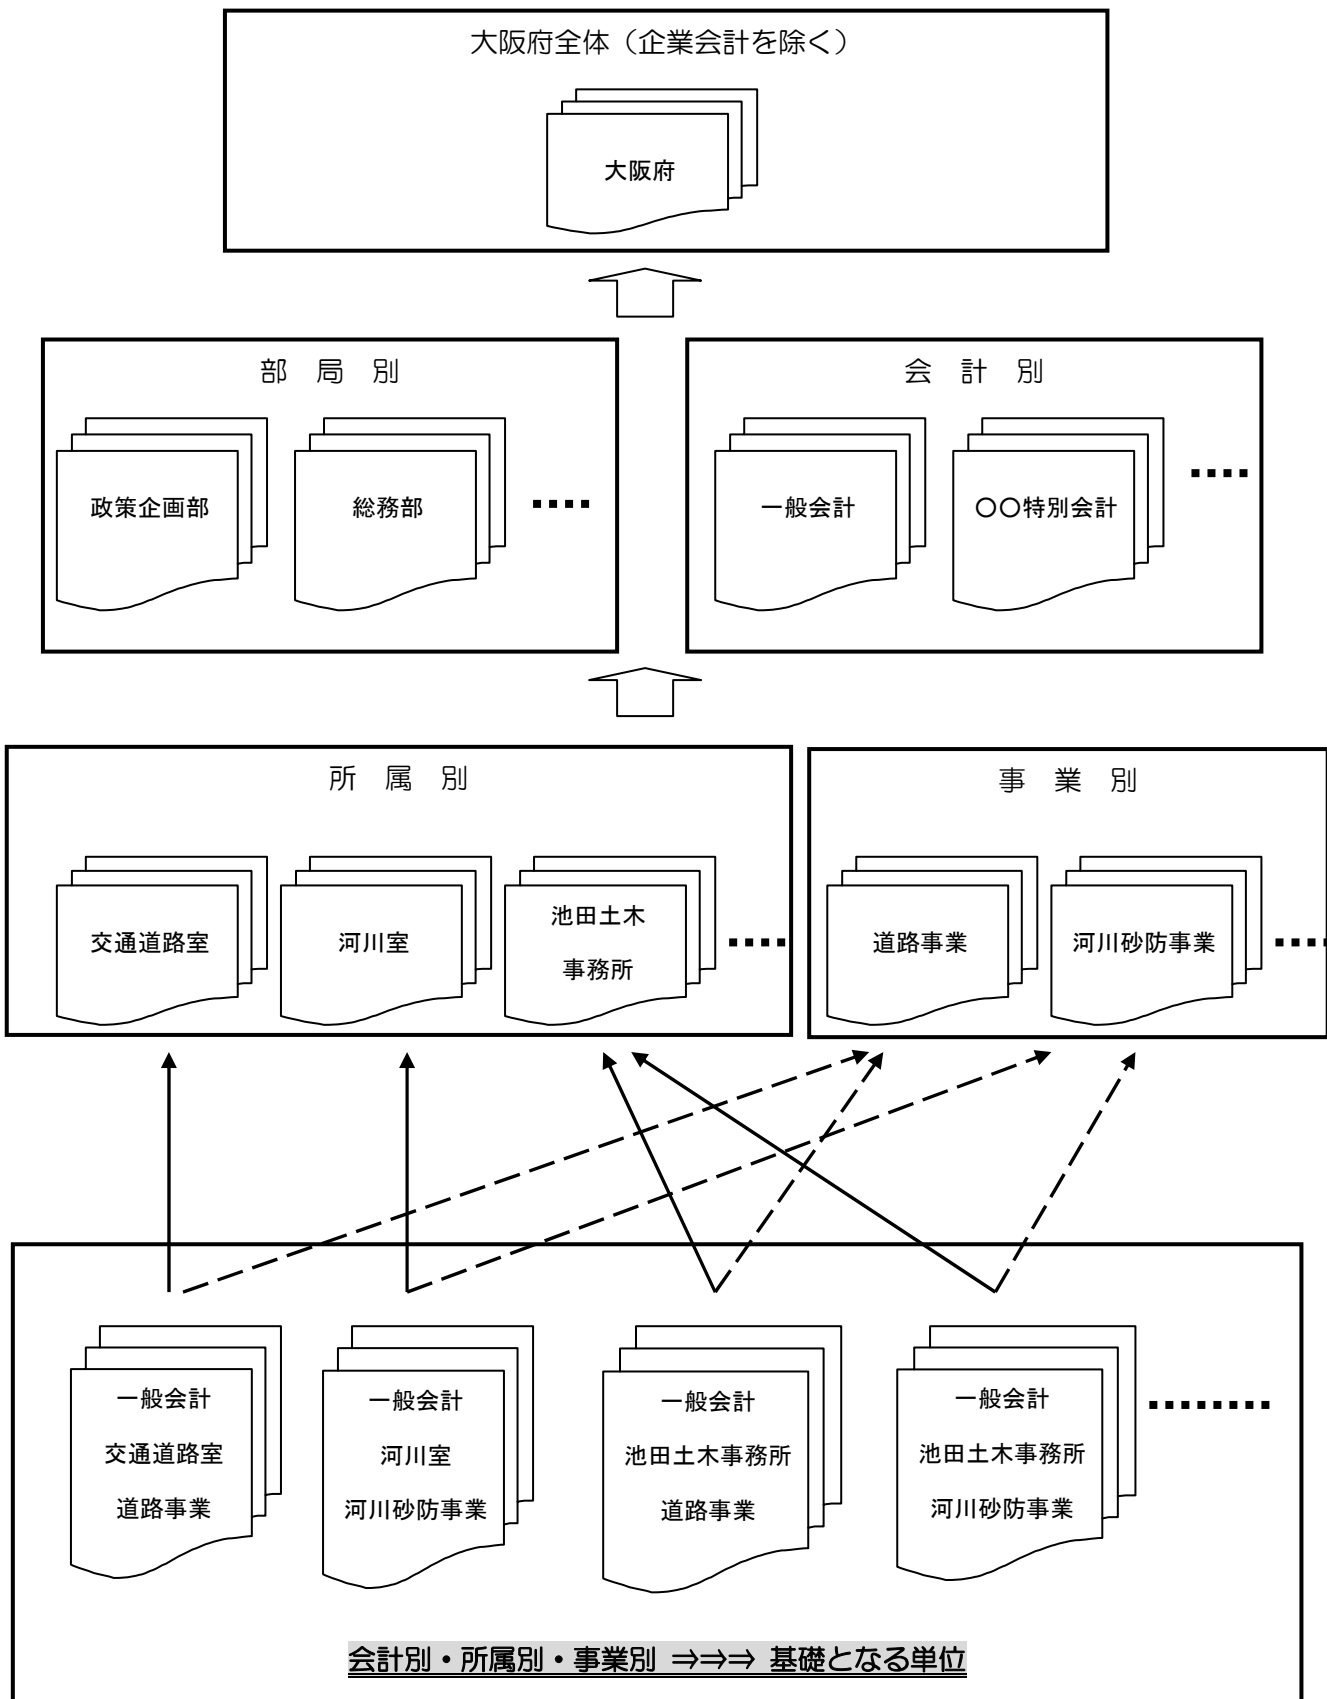 大阪府全体（企業会計を除く）
大阪府
部　局　別
政策企画部
総務部
････
会　計　別
一般会計
〇〇特別会計
････
所　属　別
交通道路室
河川室
池田土木
事務所
････
事　業　別
道路事業
河川砂防事業
････
一般会計
交通道路室
道路事業
一般会計
河川室
河川砂防事業
一般会計
池田土木事務所
道路事業
一般会計
池田土木事務所
河川砂防事業
････････
会計別・所属別・事業別 ⇒⇒⇒ 基礎となる単位